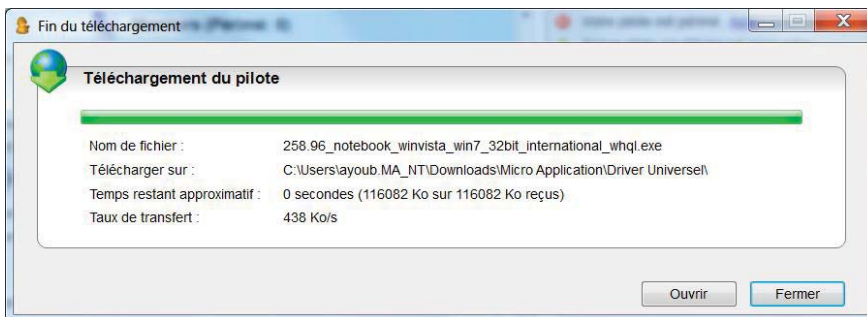 Fin du téléchargement
Téléchargement du pilote
Nom de fichier : 258.96_notebook_winvista_win7_32bit_international_whql.exe
Télécharger sur : C:\Users\ayoub.MA_NT\Downloads\Micro Application\Driver Universel\
Temps restant approximatif : 0 secondes (116082 Ko sur 116082 Ko reçus)
Taux de transfert : 438 Ko/s
Ouvrir Fermer